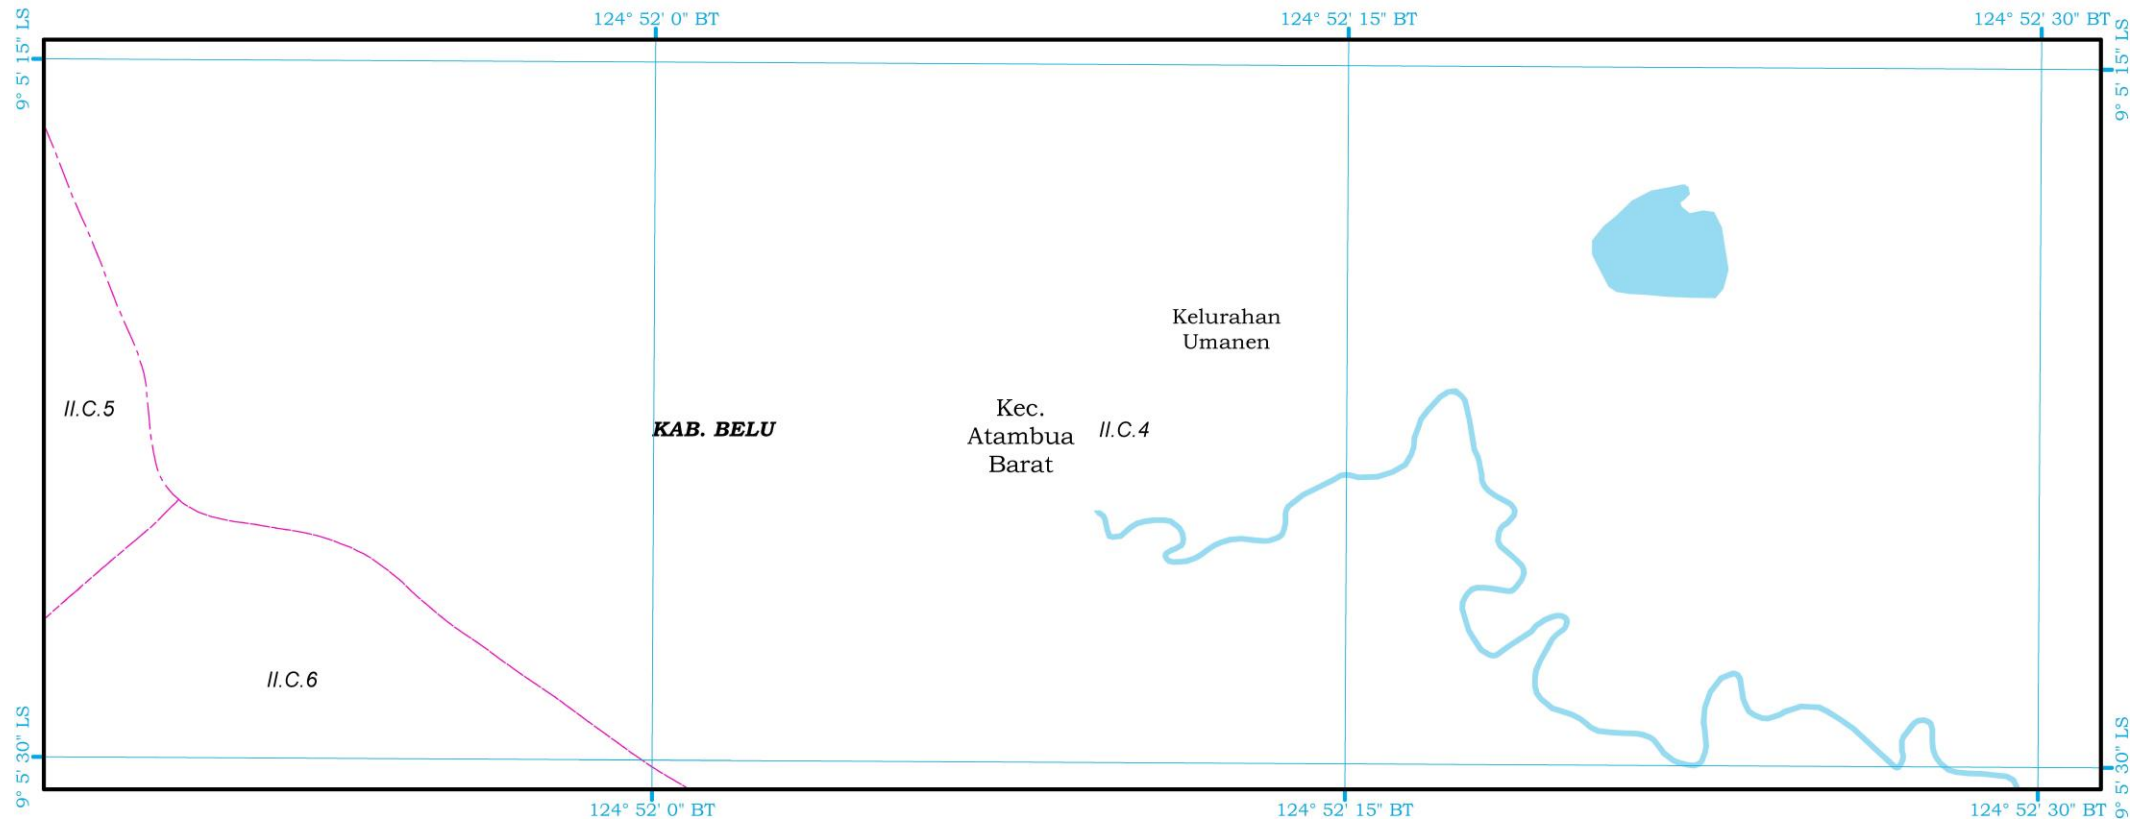 124° 52' 0" BT
124° 52' 15" BT
124° 52' 30" BT
9° 5' 15" LS
9° 5' 15" LS
Kelurahan
Umanen
II.C.5
KAB. BELU
Kec.
Atambua
Barat
II.C.4
II.C.6
9° 5' 30" LS
9° 5' 30" LS
124° 52' 0" BT
124° 52' 15" BT
124° 52' 30" BT